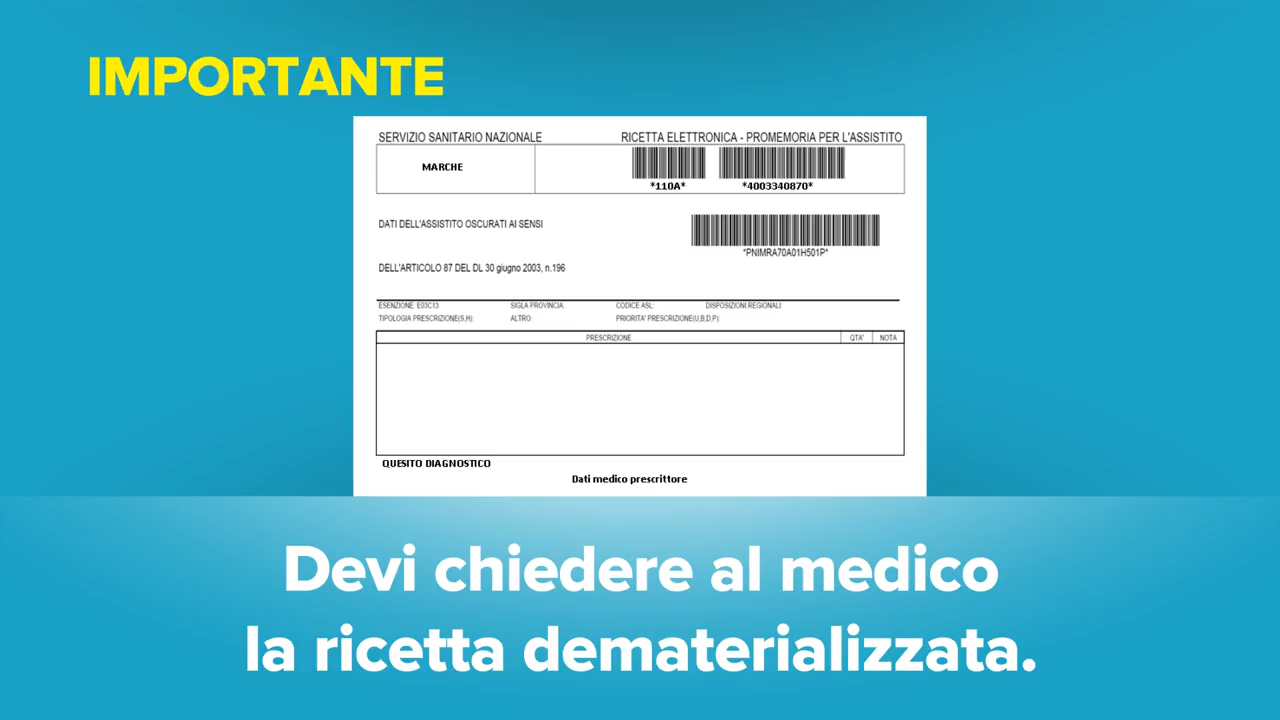 IMPORTANTE
SERVIZIO SANITARIO NAZIONALE
RICETTA ELETTRONICA - PROMEMORIA PER L'ASSISTITO
MARCHE
*110A*
*4003340870*
DATI DELL'ASSISTITO OSCURATI AI SENSI
*PNIMRA70A01H501P*
DELL'ARTICOLO 87 DEL DL 30 giugno 2003, n.196
ESENZIONE: E03C13 SIGLA PROVINCIA: CODICE ASL: DISPOSIZIONI REGIONALI:
TIPOLOGIA PRESCRIZIONE(S,H): ALTRO: PRIORITA' PRESCRIZIONE(U,B,D,P):
PRESCRIZIONE QTA' NOTA
QUESITO DIAGNOSTICO
Dati medico prescrittore
Devi chiedere al medico
la ricetta dematerializzata.